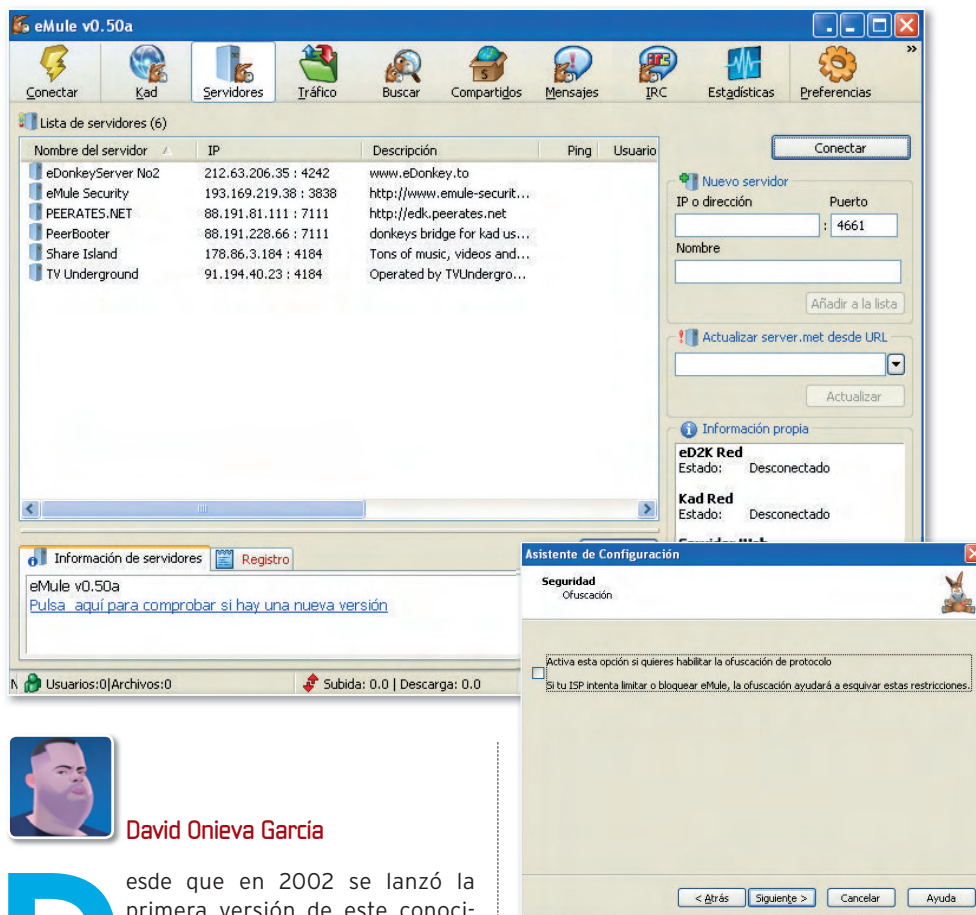 eMule v0.50a
Conectar Kad Servidores Tráfico Buscar Compartidos Mensajes IRC Estadísticas Preferencias
Lista de servidores (6)
Nombre del servidor IP Descripción Ping Usuario
eDonkeyServer No2 212.63.206.35 : 4242 www.eDonkey.to
eMule Security 193.169.219.38 : 3838 http://www.emule-securit...
PEERATES.NET 88.191.81.111 : 7111 http://edk.peerates.net
PeerBooter 88.191.228.66 : 7111 donkeys bridge for kad us...
Share Island 178.86.3.184 : 4184 Tons of music, videos and...
TV Underground 91.194.40.23 : 4184 Operated by TVUndergro...
Conectar
Nuevo servidor
IP o dirección Puerto
: 4661
Nombre
Añadir a la lista
Actualizar server.met desde URL
Actualizar
Información propia
eD2K Red
Estado: Desconectado
Kad Red
Estado: Desconectado
Información de servidores Registro
eMule v0.50a
Pulsa aquí para comprobar si hay una nueva versión
N Usuarios:0|Archivos:0 Subida: 0.0 | Descarga: 0.0
Asistente de Configuración
Seguridad
Ofuscación
Activa esta opción si quieres habilitar la ofuscación de protocolo
Si tu ISP intenta limitar o bloquear eMule, la ofuscación ayudará a esquivar estas restricciones.
< Atrás Siguiente > Cancelar Ayuda
David Onieva García
Desde que en 2002 se lanzó la
primera versión de este conoci-